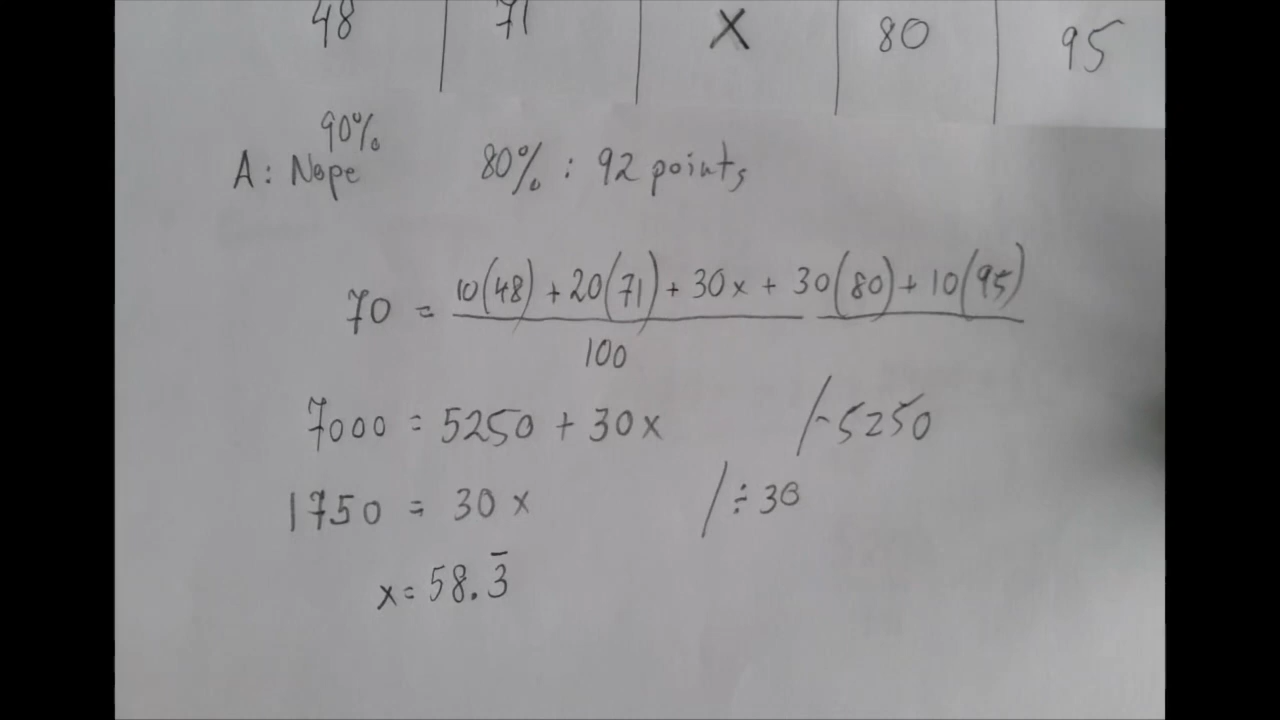 48 71 X 80 95
90%
A: Nope 80% : 92 points
70 = 10(48) + 20(71) + 30x + 30(80) + 10(95)
100
7000 = 5250 + 30x /-5250
1750 = 30x /÷30
x = 58.3̅